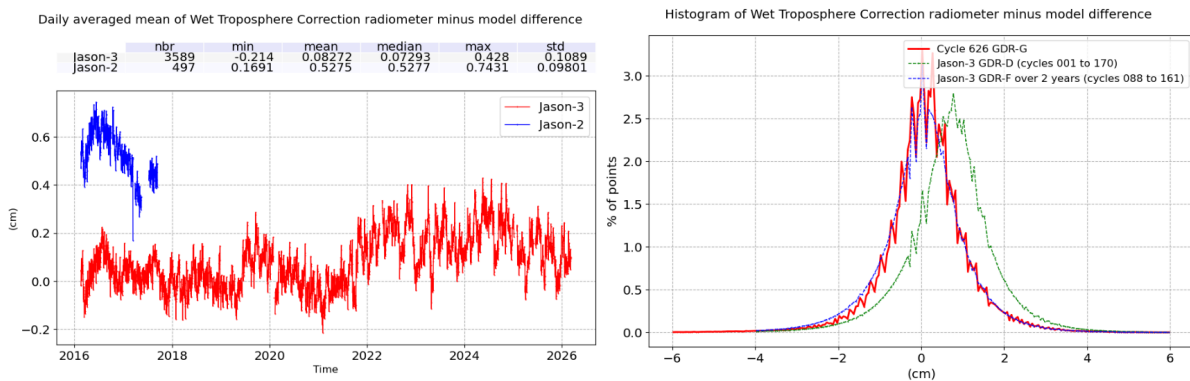 Daily averaged mean of Wet Troposphere Correction radiometer minus model difference
nbr min mean median max std
Jason-3 3589 -0.214 0.08272 0.07293 0.428 0.1089
Jason-2 497 0.1691 0.5275 0.5277 0.7431 0.09801
Jason-3
Jason-2
(cm)
0.6
0.4
0.2
0.0
−0.2
2016 2018 2020 2022 2024 2026
Time
Histogram of Wet Troposphere Correction radiometer minus model difference
Cycle 626 GDR-G
Jason-3 GDR-D (cycles 001 to 170)
Jason-3 GDR-F over 2 years (cycles 088 to 161)
% of points
3.0
2.5
2.0
1.5
1.0
0.5
0.0
−6 −4 −2 0 2 4 6
(cm)